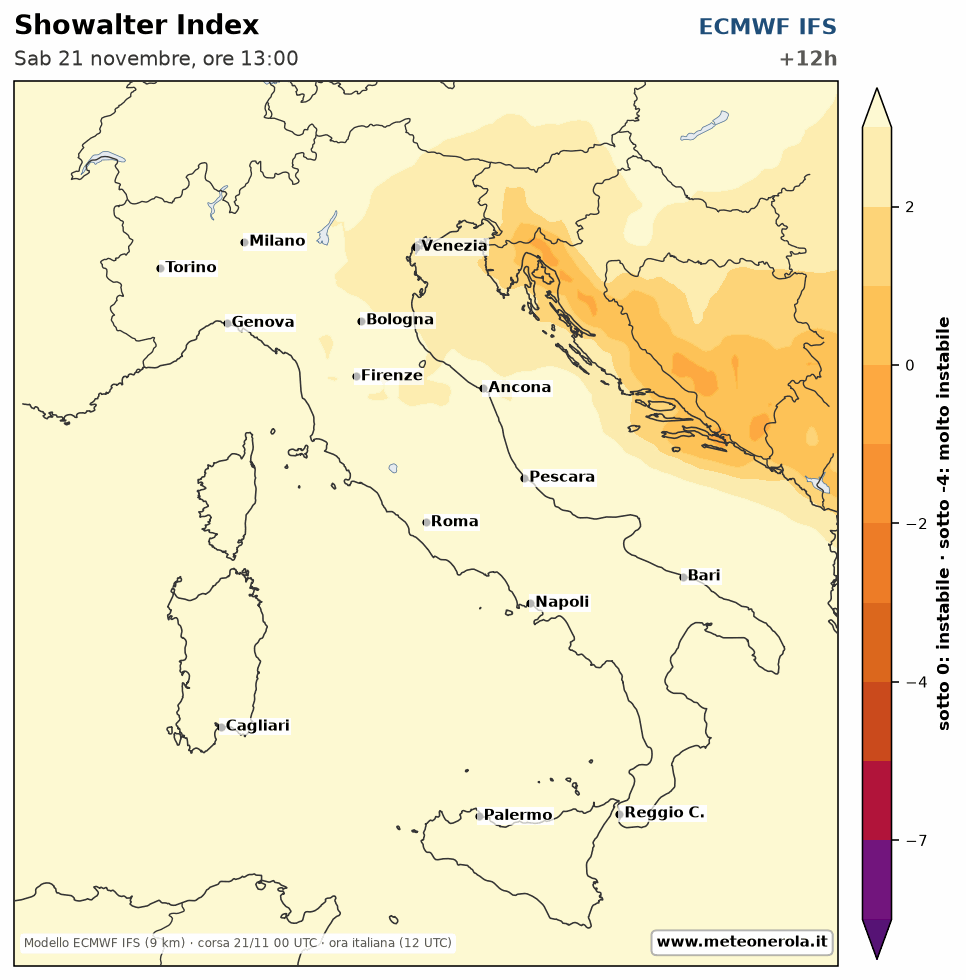 Showalter Index
ECMWF IFS
Sab 21 novembre, ore 13:00
+12h
Milano
Venezia
Torino
Genova
Bologna
Firenze
Ancona
Pescara
Roma
Bari
Napoli
Cagliari
Palermo
Reggio C.
2
0
−2
−4
−7
sotto 0: instabile · sotto -4: molto instabile
Modello ECMWF IFS (9 km) · corsa 21/11 00 UTC · ora italiana (12 UTC)
www.meteonerola.it